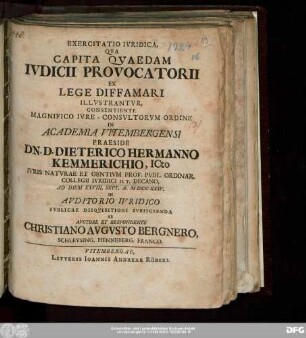 EXERCITATIO IVRIDICA,
QVA
CAPITA QVAEDAM
IVDICII PROVOCATORII
EX
LEGE DIFFAMARI
ILLVSTRANTVR,
CONSENTIENTE
MAGNIFICO IVRE-CONSVLTORVM ORDINE
IN
ACADEMIA VITEMBERGENSI
PRAESIDE
DN. D. DIETERICO HERMANNO
KEMMERICHIO, ICto
IVRIS NATVRAE ET GENTIVM PROF. PVBL. ORDINAR.
COLLEGII IVRIDICI H.T. DECANO,
AD DIEM XXVIII. SEPT. A. M DCC XXIV.
IN
AVDITORIO IVRIDICO
PVBLICAE DISQVISITIONI SVBIICIENDA
AB
AVCTORE ET RESPONDENTE
CHRISTIANO AVGVSTO BERGNERO,
SCHLEVSING. HENNEBERG. FRANCO.
VITEMBERGAE,
LITTERIS IOANNIS ANDREAE RÖBERI.